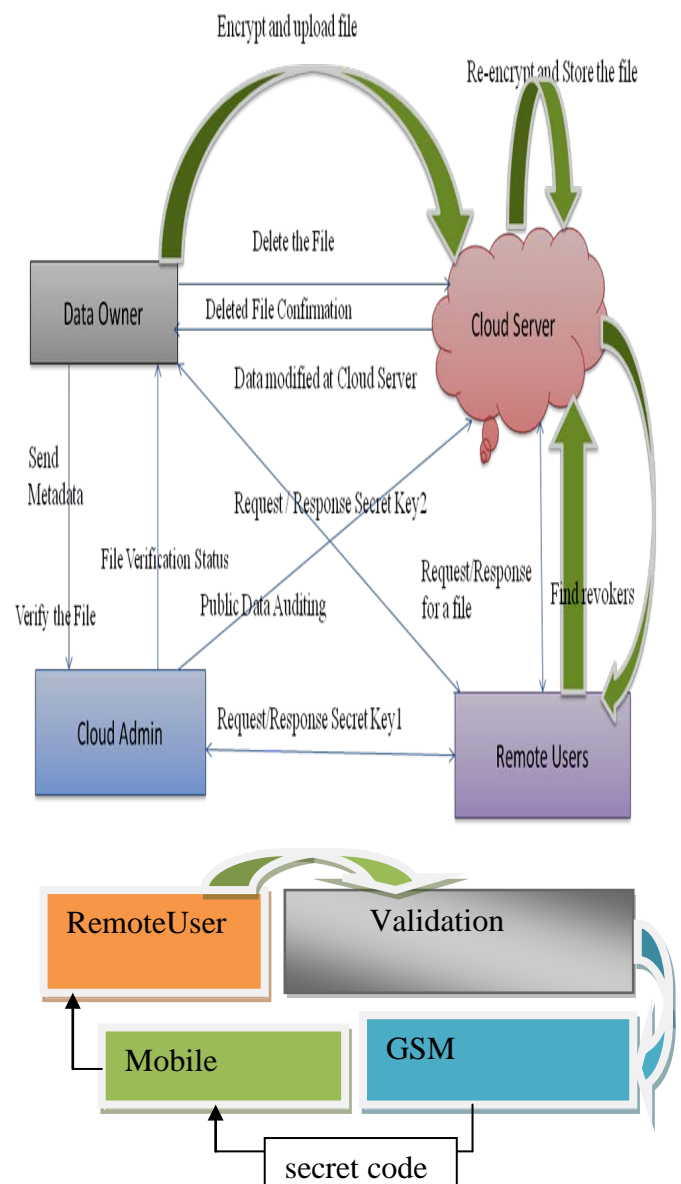 Encrypt and upload file
Re-encrypt and Store the file
Delete the File
Data Owner
Deleted File Confirmation
Cloud Server
Data modified at Cloud Server
Send
Metadata
Request / Response Secret Key2
File Verification Status
Request/Response
for a file
Find revokers
Public Data Auditing
Verify the File
Cloud Admin
Request/Response Secret Key1
Remote Users
RemoteUser
Validation
Mobile
GSM
secret code